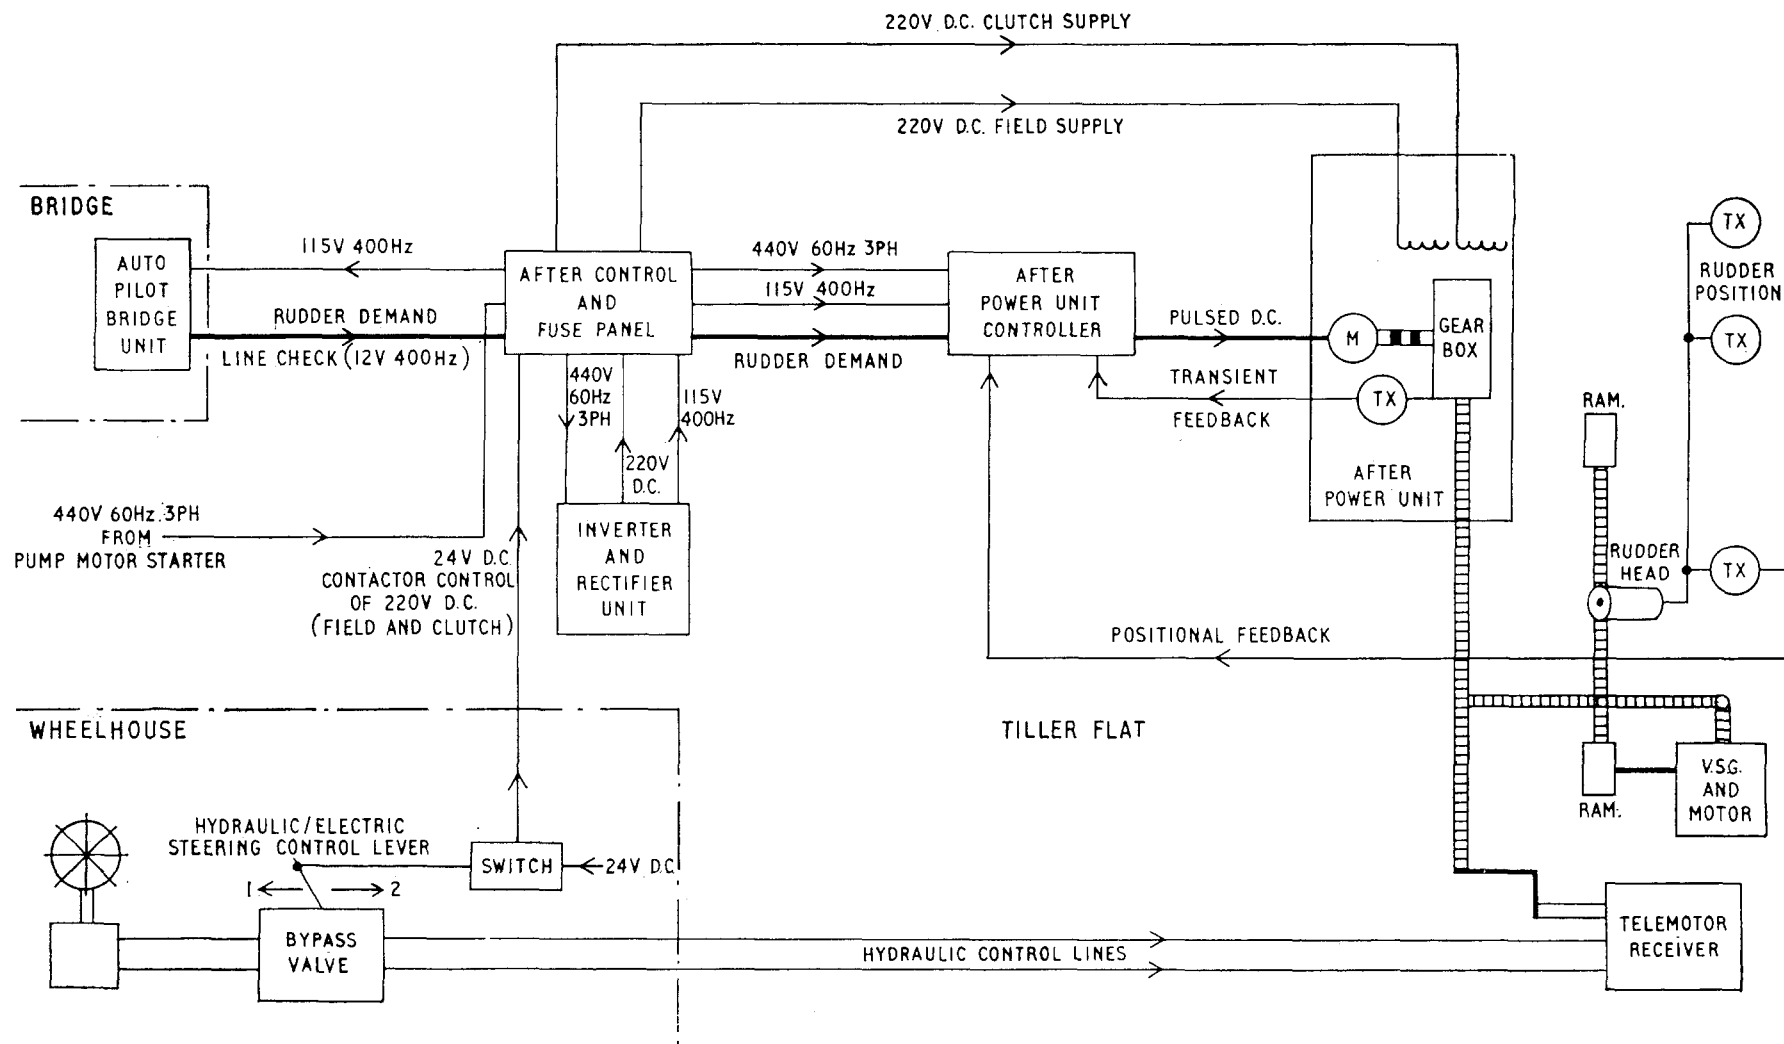 220V D.C. CLUTCH SUPPLY
220V D.C. FIELD SUPPLY
BRIDGE
AUTO
PILOT
BRIDGE
UNIT
115V 400Hz
RUDDER DEMAND
LINE CHECK (12V 400Hz)
AFTER CONTROL
AND
FUSE PANEL
440V 60Hz 3PH
115V 400Hz
RUDDER DEMAND
AFTER
POWER UNIT
CONTROLLER
PULSED D.C.
M
GEAR
BOX
TRANSIENT
FEEDBACK
TX
AFTER
POWER UNIT
TX
RUDDER
POSITION
TX
RAM.
RUDDER
HEAD
TX
440V
60Hz
3PH
220V
D.C.
115V
400Hz
INVERTER
AND
RECTIFIER
UNIT
440V 60Hz.3PH
FROM
PUMP MOTOR STARTER
24V D.C.
CONTACTOR CONTROL
OF 220V D.C.
(FIELD AND CLUTCH)
POSITIONAL FEEDBACK
WHEELHOUSE
TILLER FLAT
V.S.G.
AND
MOTOR
RAM.
HYDRAULIC/ELECTRIC
STEERING CONTROL LEVER
SWITCH
24V D.C.
1
2
BYPASS
VALVE
HYDRAULIC CONTROL LINES
TELEMOTOR
RECEIVER